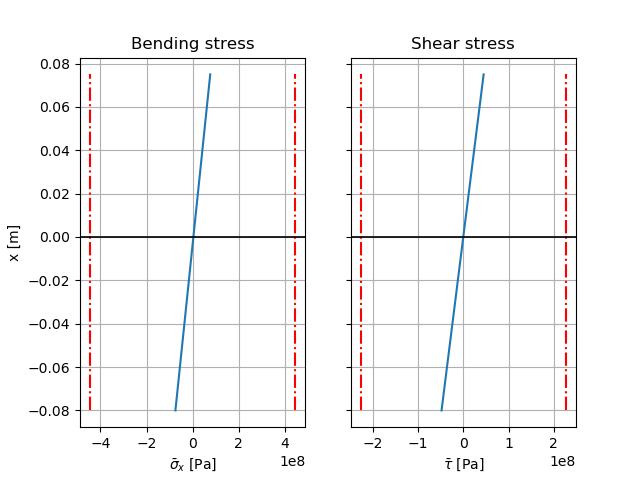 Bending stress
Shear stress
0.08
0.06
0.04
0.02
0.00
−0.02
−0.04
−0.06
−0.08
x [m]
−4 −2 0 2 4
1e8
σ̄ₓ [Pa]
−2 −1 0 1 2
1e8
τ̄ [Pa]